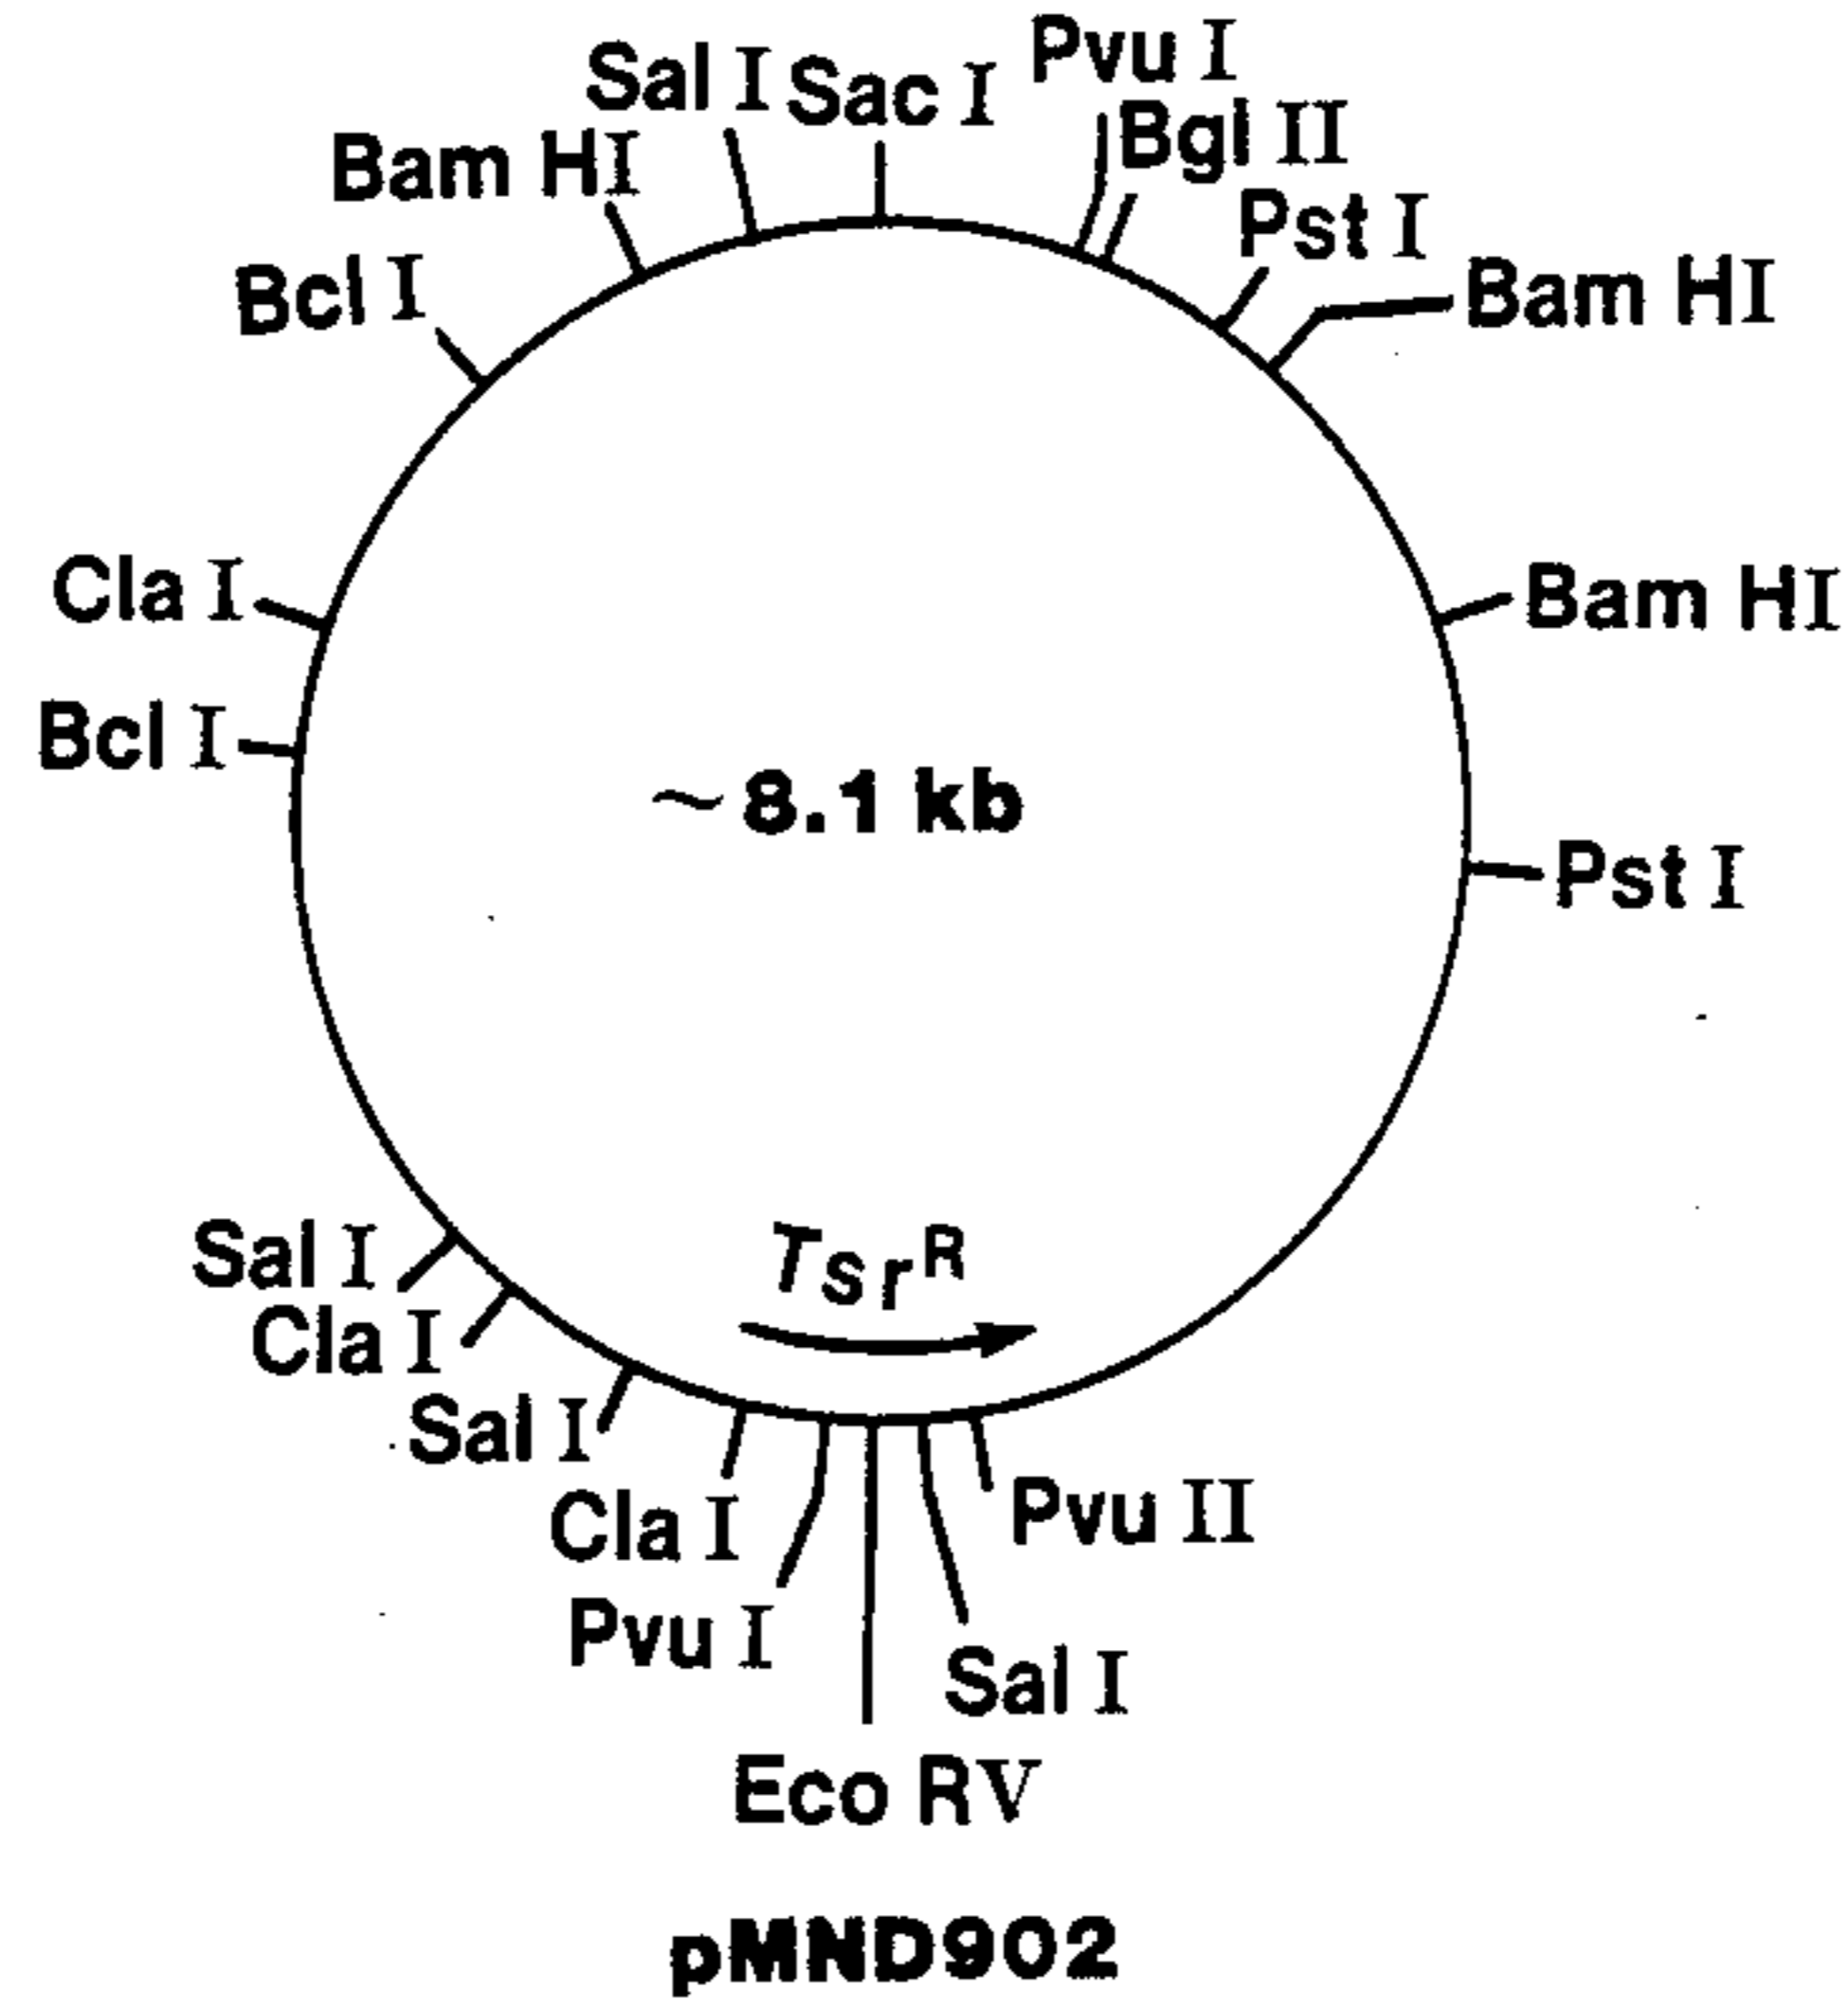 Pvu I
Sal I
Sac I
Bgl II
Bam HI
Pst I
Bcl I
Bam HI
Cla I
Bam HI
Bcl I
~8.1 kb
Pst I
Sal I
TsrR
Cla I
Sal I
Cla I
Pvu II
Pvu I
Sal I
Eco RV
pMND902